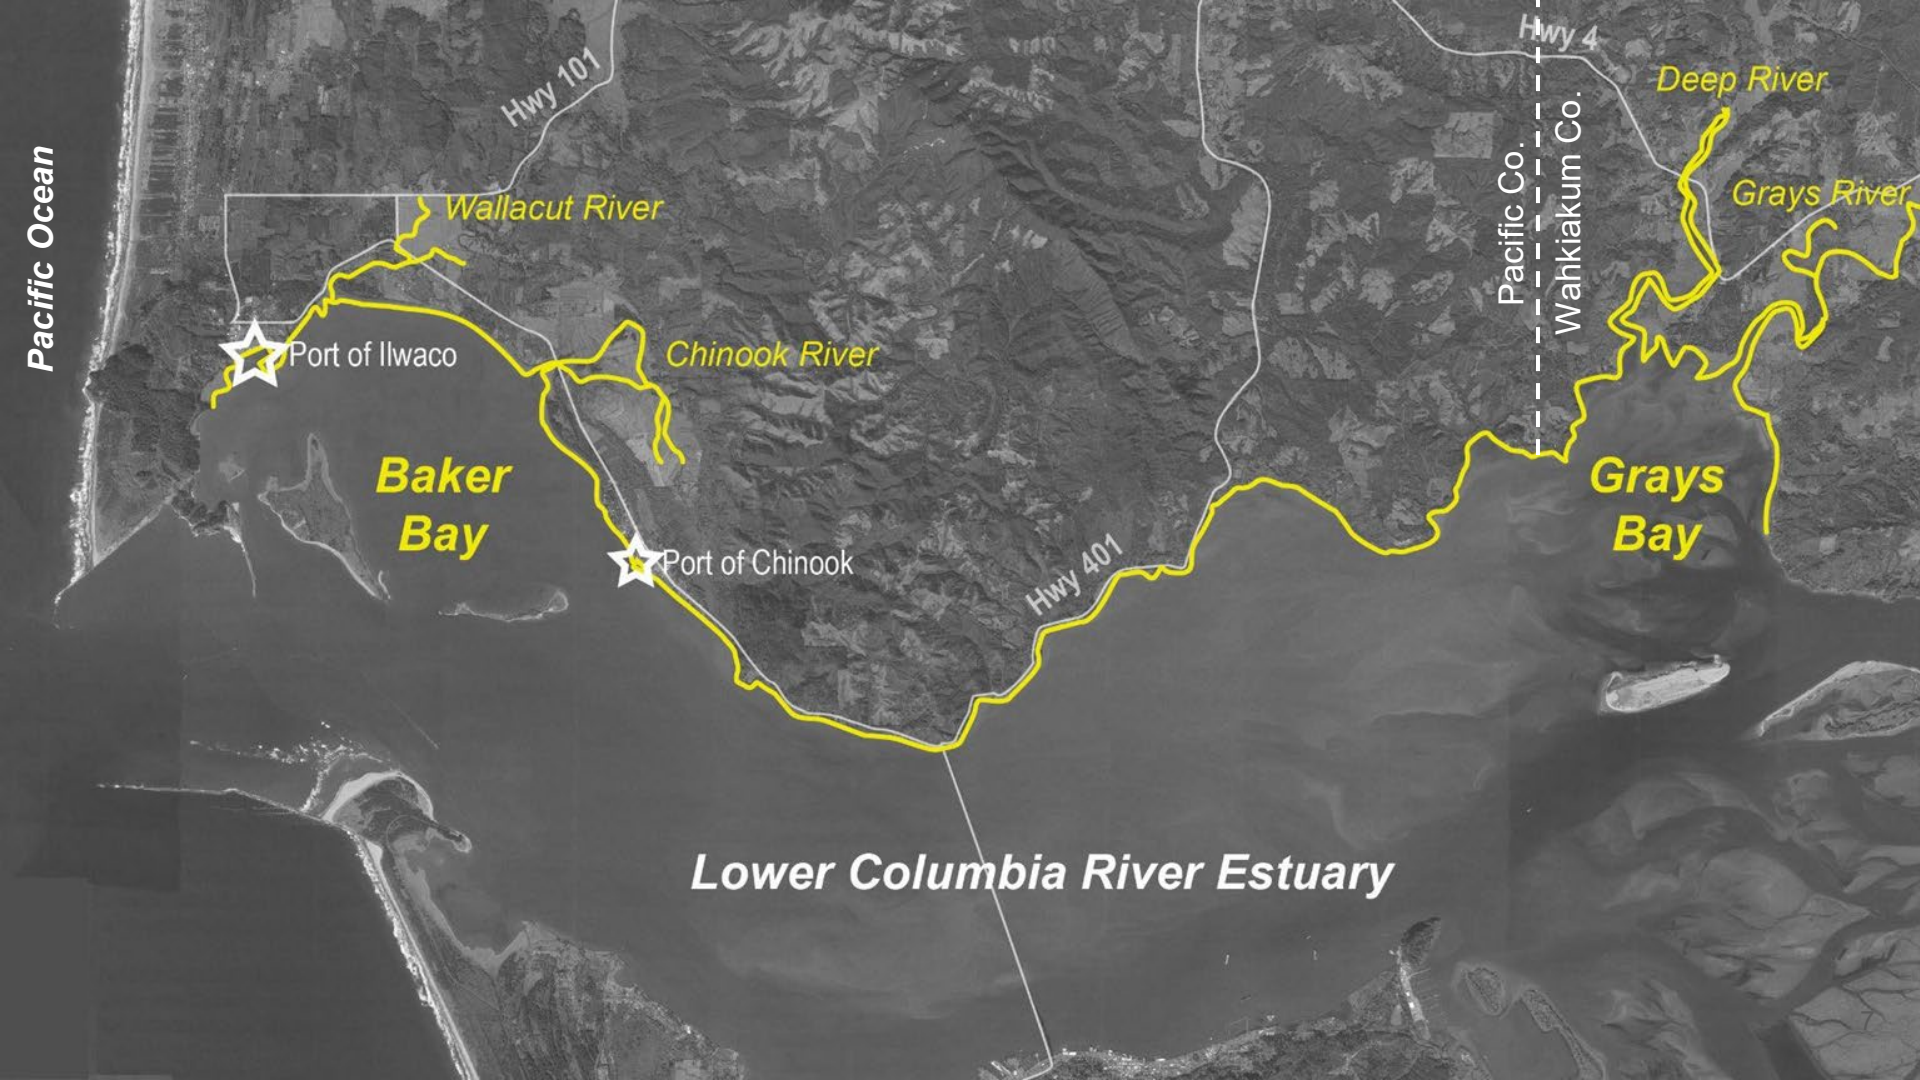 Hwy 4
Hwy 101
Deep River
Pacific Co.
Wahkiakum Co.
Pacific Ocean
Wallacut River
Grays River
Port of Ilwaco
Chinook River
Baker
Bay
Grays
Bay
Port of Chinook
Hwy 401
Lower Columbia River Estuary